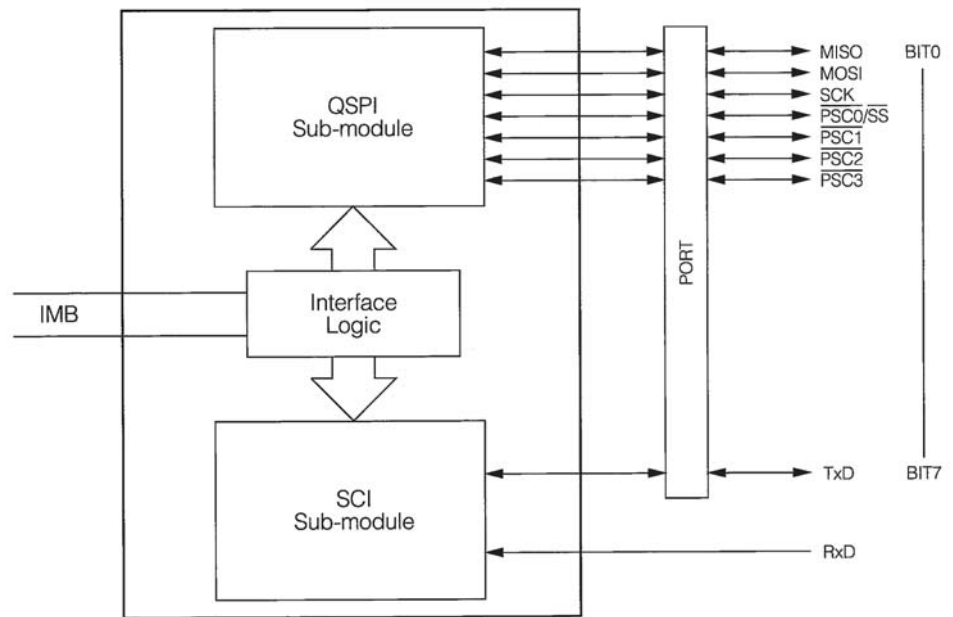 QSPI
Sub-module
MISO BIT0
MOSI
SCK
PSC0/SS
PSC1
PSC2
PSC3
PORT
IMB
Interface
Logic
SCI
Sub-module
TxD BIT7
RxD